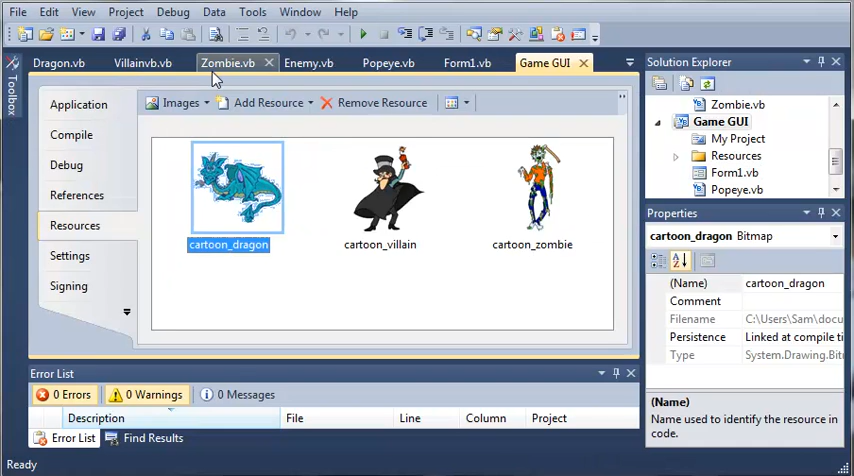 File Edit View Project Debug Data Tools Window Help
Dragon.vb Villainvb.vb Zombie.vb Enemy.vb Popeye.vb Form1.vb Game GUI
Toolbox
Application
Compile
Debug
References
Resources
Settings
Signing
Images Add Resource Remove Resource
cartoon_dragon cartoon_villain cartoon_zombie
Solution Explorer
Zombie.vb
Game GUI
My Project
Resources
Form1.vb
Popeye.vb
Properties
cartoon_dragon Bitmap
(Name) cartoon_dragon
Comment
Filename C:\Users\Sam\docu
Persistence Linked at compile ti
Type System.Drawing.Bit
(Name)
Name used to identify the resource in
code.
Error List
0 Errors 0 Warnings 0 Messages
Description File Line Column Project
Error List Find Results
Ready